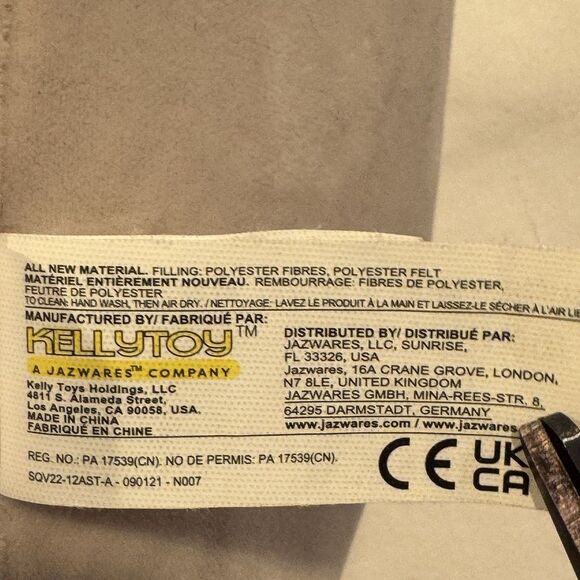 ALL NEW MATERIAL. FILLING: POLYESTER FIBRES, POLYESTER FELT
MATÉRIEL ENTIÈREMENT NOUVEAU. REMBOURRAGE: FIBRES DE POLYESTER,
FEUTRE DE POLYESTER
TO CLEAN: HAND WASH, THEN AIR DRY. / NETTOYAGE: LAVEZ LE PRODUIT À LA MAIN ET LAISSEZ-LE SÉCHER À L'AIR
MANUFACTURED BY/ FABRIQUÉ PAR:
KELLYTOY™
A JAZWARES™ COMPANY
Kelly Toys Holdings, LLC
4811 S. Alameda Street,
Los Angeles, CA 90058, USA.
MADE IN CHINA
FABRIQUÉ EN CHINE
DISTRIBUTED BY/ DISTRIBUÉ PAR:
JAZWARES, LLC, SUNRISE,
FL 33326, USA
Jazwares, 16A CRANE GROVE, LONDON,
N7 8LE, UNITED KINGDOM
JAZWARES GMBH, MINA-REES-STR. 8,
64295 DARMSTADT, GERMANY
www.jazwares.com / www.jazw
REG. NO.: PA 17539(CN). NO DE PERMIS: PA 17539(CN).
SQV22-12AST-A - 090121 - N007
CE
UK
CA